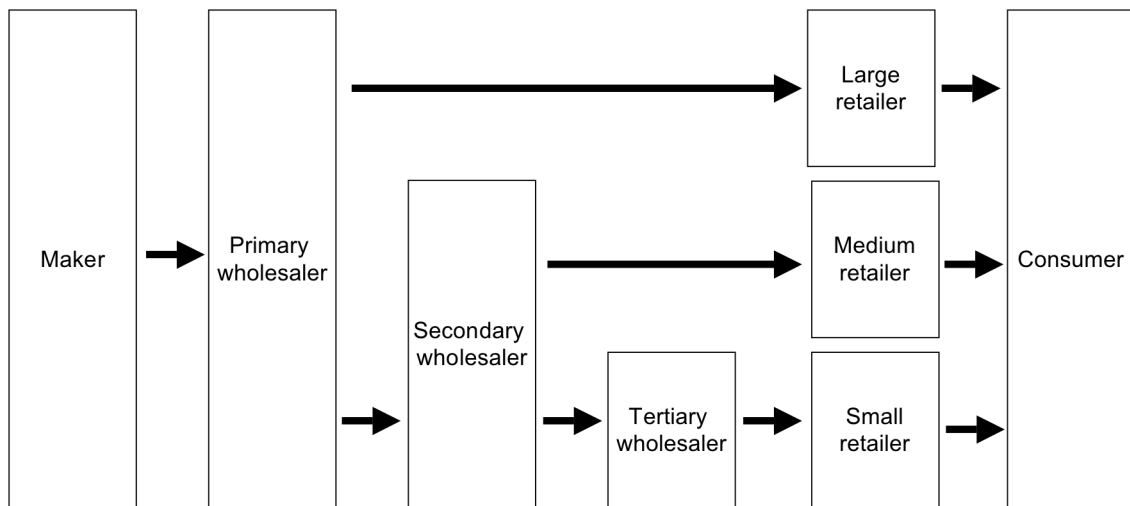 Large
retailer
Maker
Primary
wholesaler
Medium
retailer
Consumer
Secondary
wholesaler
Tertiary
wholesaler
Small
retailer